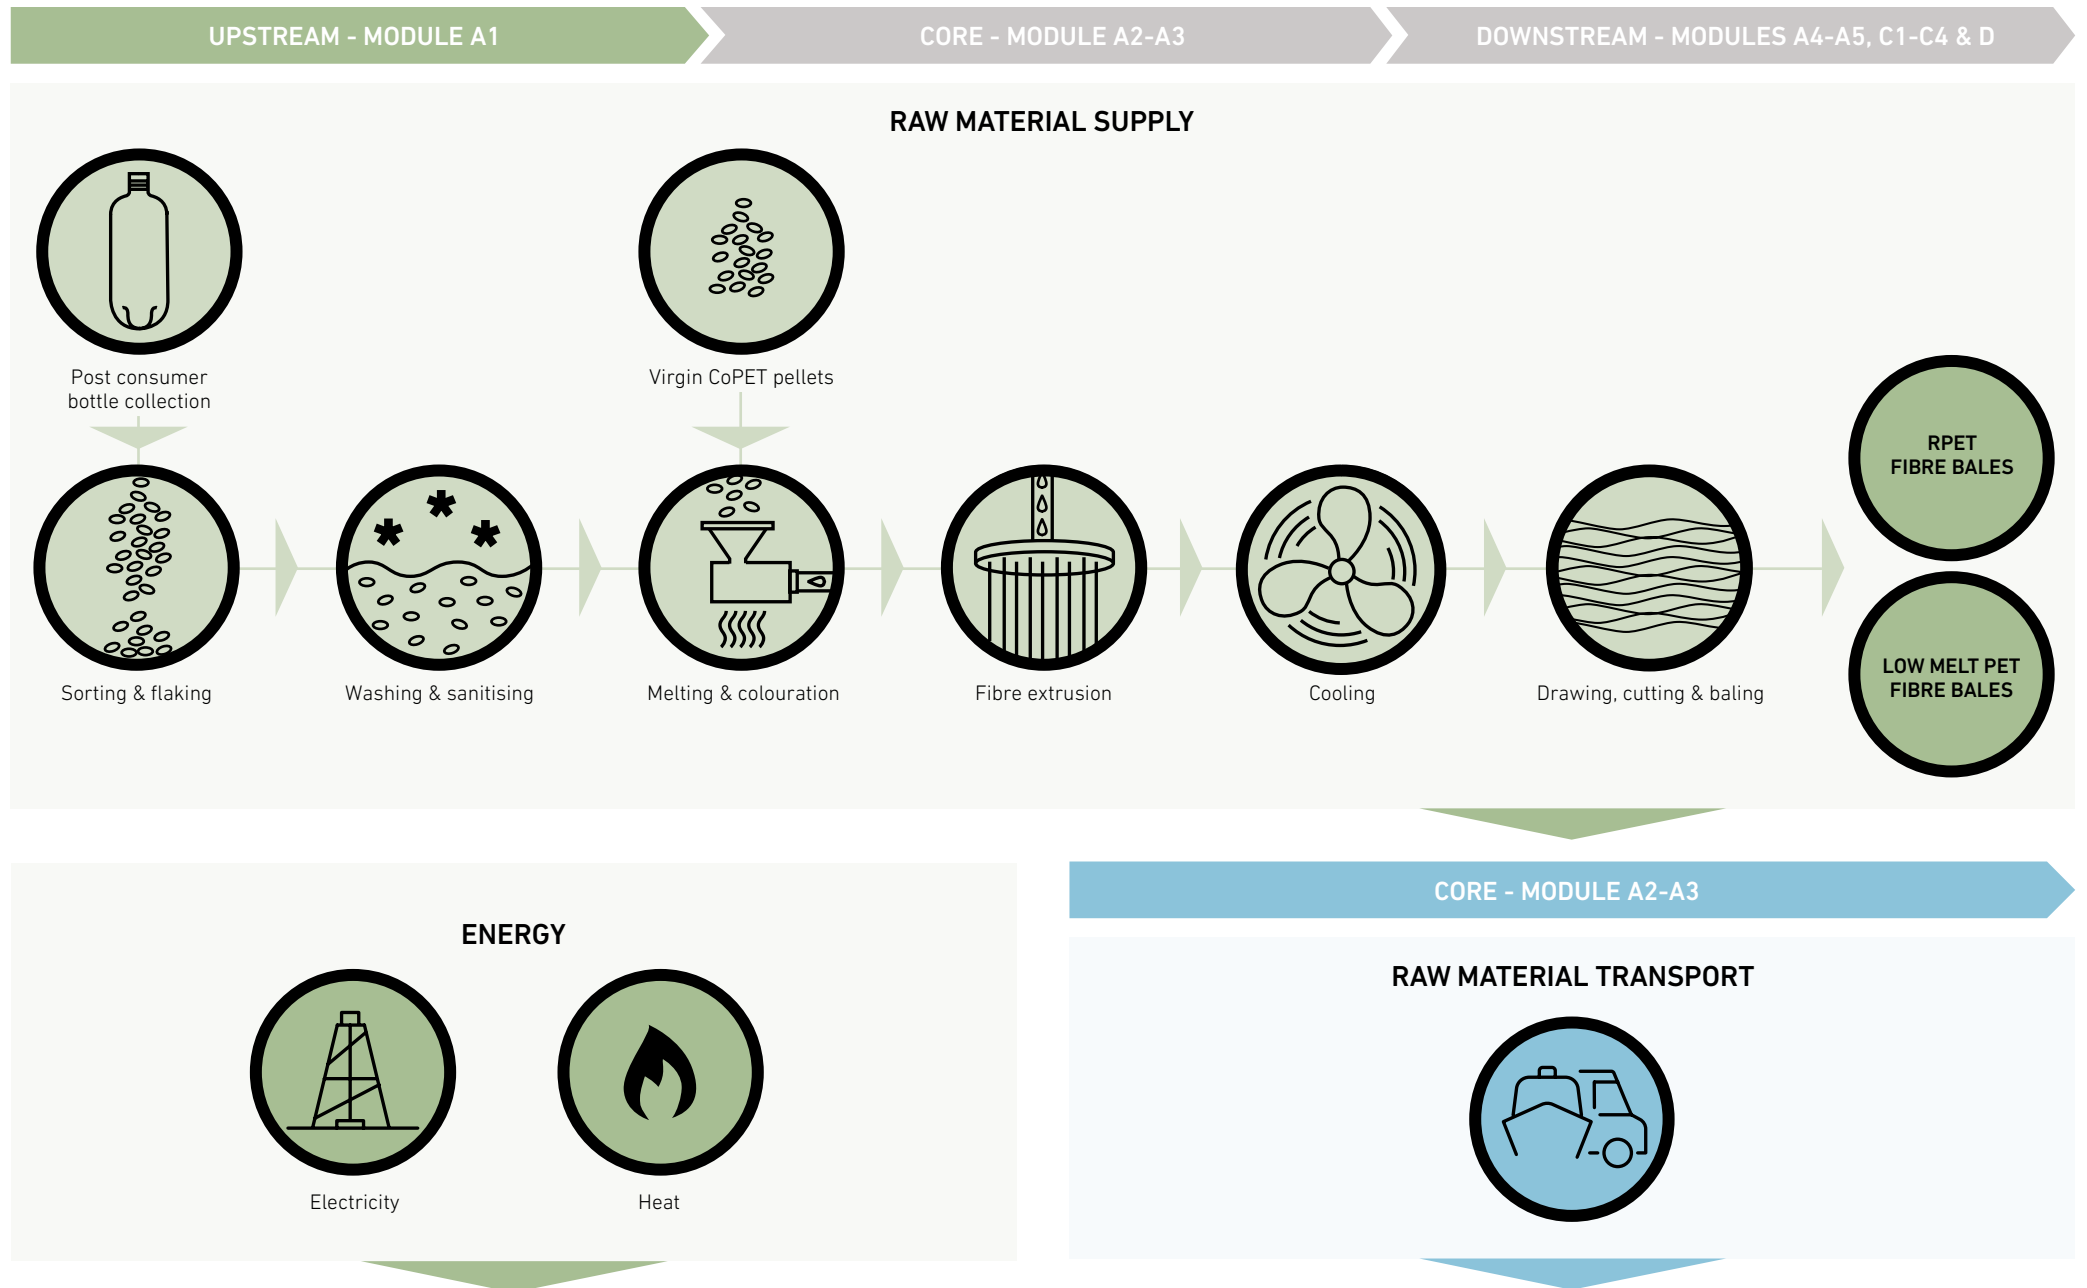 UPSTREAM - MODULE A1
CORE - MODULE A2-A3
DOWNSTREAM - MODULES A4-A5, C1-C4 & D
RAW MATERIAL SUPPLY
Post consumer
bottle collection
Virgin CoPET pellets
RPET
FIBRE BALES
Sorting & flaking
Washing & sanitising
Melting & colouration
Fibre extrusion
Cooling
Drawing, cutting & baling
LOW MELT PET
FIBRE BALES
ENERGY
Electricity
Heat
CORE - MODULE A2-A3
RAW MATERIAL TRANSPORT